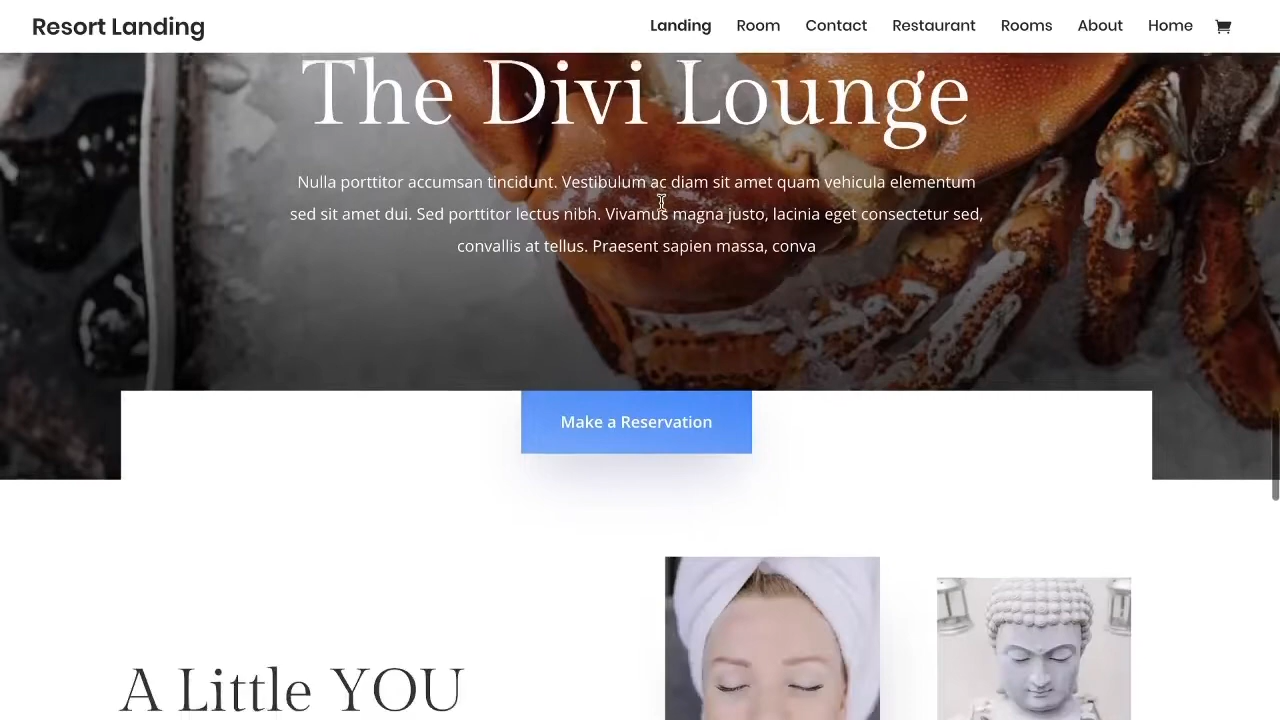 Resort Landing
Landing Room Contact Restaurant Rooms About Home
The Divi Lounge
Nulla porttitor accumsan tincidunt. Vestibulum ac diam sit amet quam vehicula elementum
sed sit amet dui. Sed porttitor lectus nibh. Vivamus magna justo, lacinia eget consectetur sed,
convallis at tellus. Praesent sapien massa, conva
Make a Reservation
A Little YOU